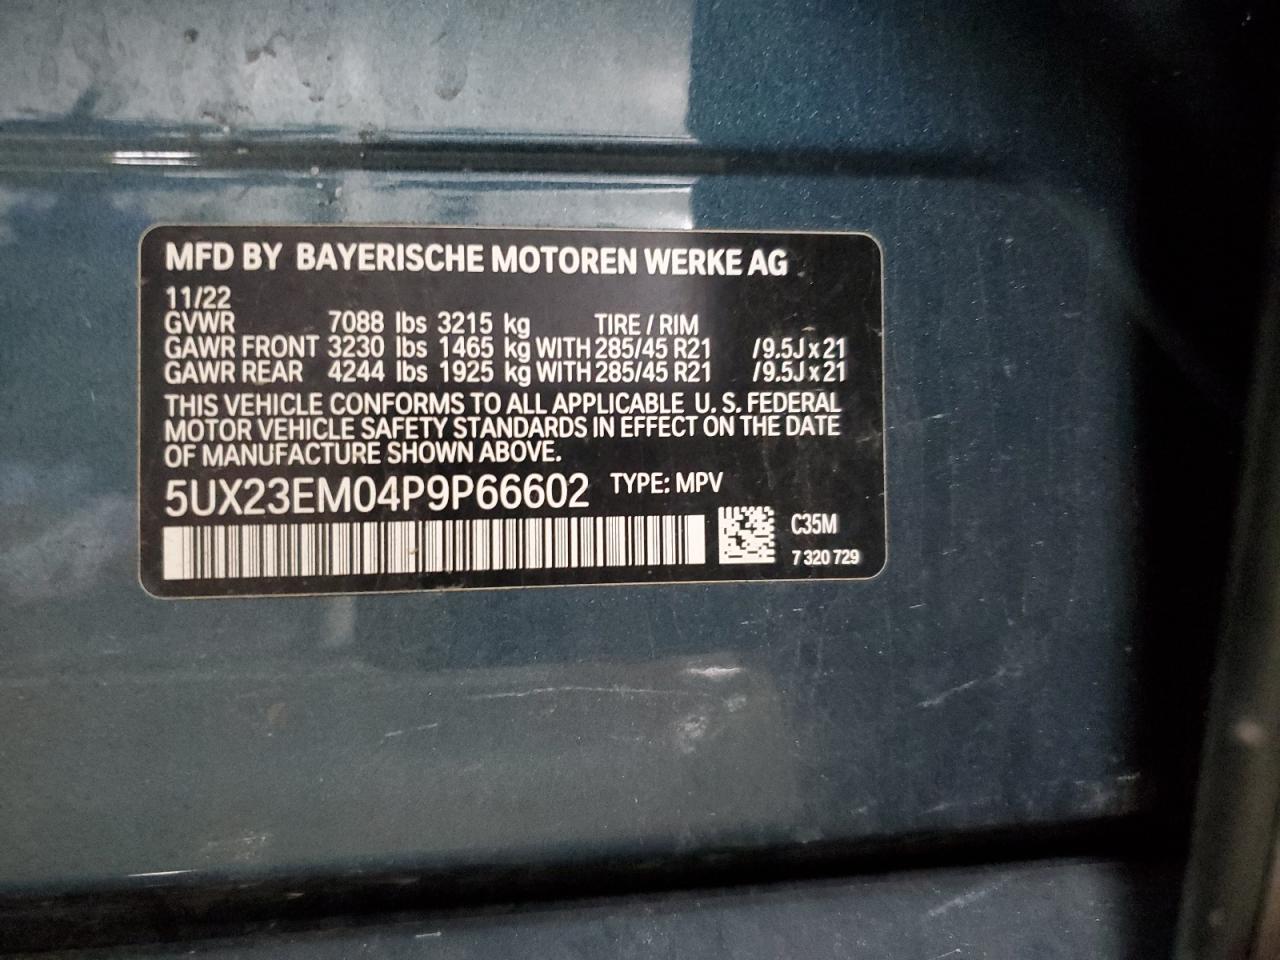 MFD BY BAYERISCHE MOTOREN WERKE AG
11/22
GVWR 7088 lbs 3215 kg TIRE / RIM
GAWR FRONT 3230 lbs 1465 kg WITH 285/45 R21 /9.5J x 21
GAWR REAR 4244 lbs 1925 kg WITH 285/45 R21 /9.5J x 21
THIS VEHICLE CONFORMS TO ALL APPLICABLE U. S. FEDERAL
MOTOR VEHICLE SAFETY STANDARDS IN EFFECT ON THE DATE
OF MANUFACTURE SHOWN ABOVE.
5UX23EM04P9P66602 TYPE: MPV
C35M
7 320 729